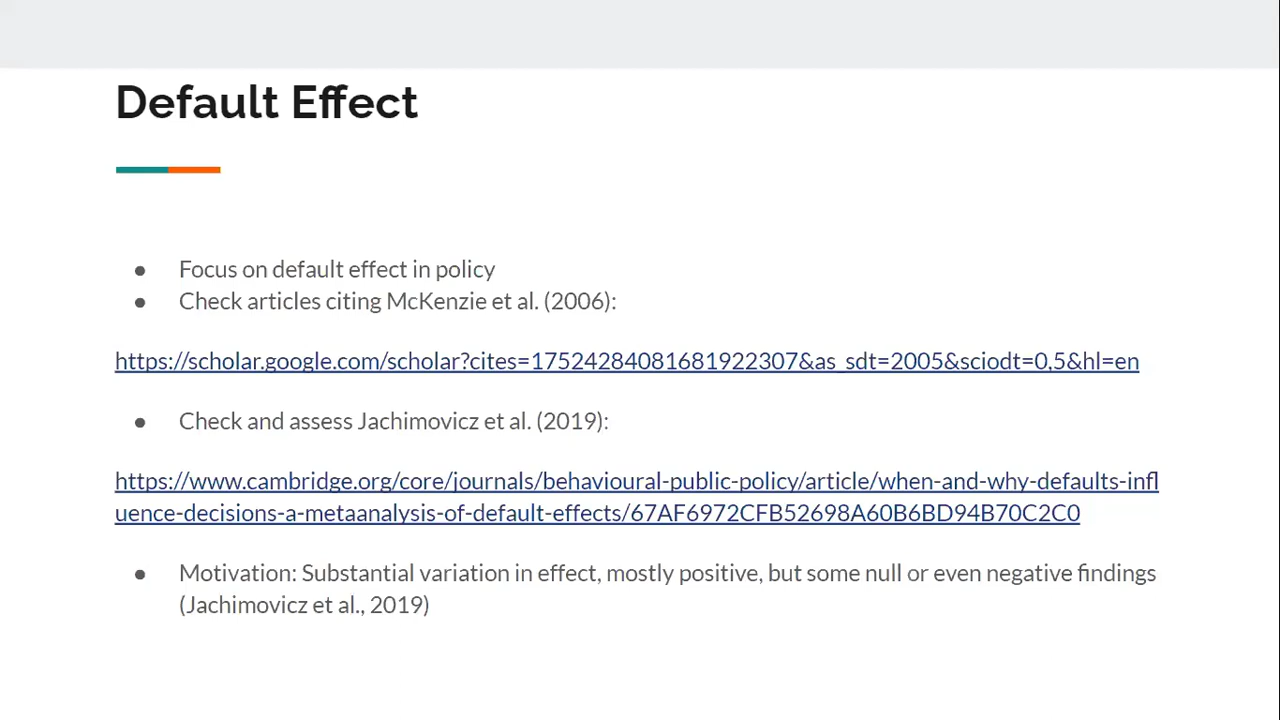 Default Effect
● Focus on default effect in policy
● Check articles citing McKenzie et al. (2006):
https://scholar.google.com/scholar?cites=17524284081681922307&as_sdt=2005&sciodt=0,5&hl=en
● Check and assess Jachimovicz et al. (2019):
https://www.cambridge.org/core/journals/behavioural-public-policy/article/when-and-why-defaults-infl
uence-decisions-a-metaanalysis-of-default-effects/67AF6972CFB52698A60B6BD94B70C2C0
● Motivation: Substantial variation in effect, mostly positive, but some null or even negative findings
(Jachimovicz et al., 2019)